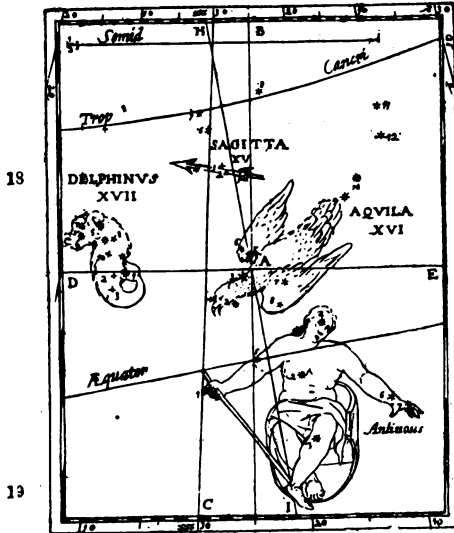 H B
Semid
Cancri
Trop
SAGITTA
XV
18
DELPHINVS
XVII
AQVILA
XVI
A
D E
Æquator
Antinous
19
C I